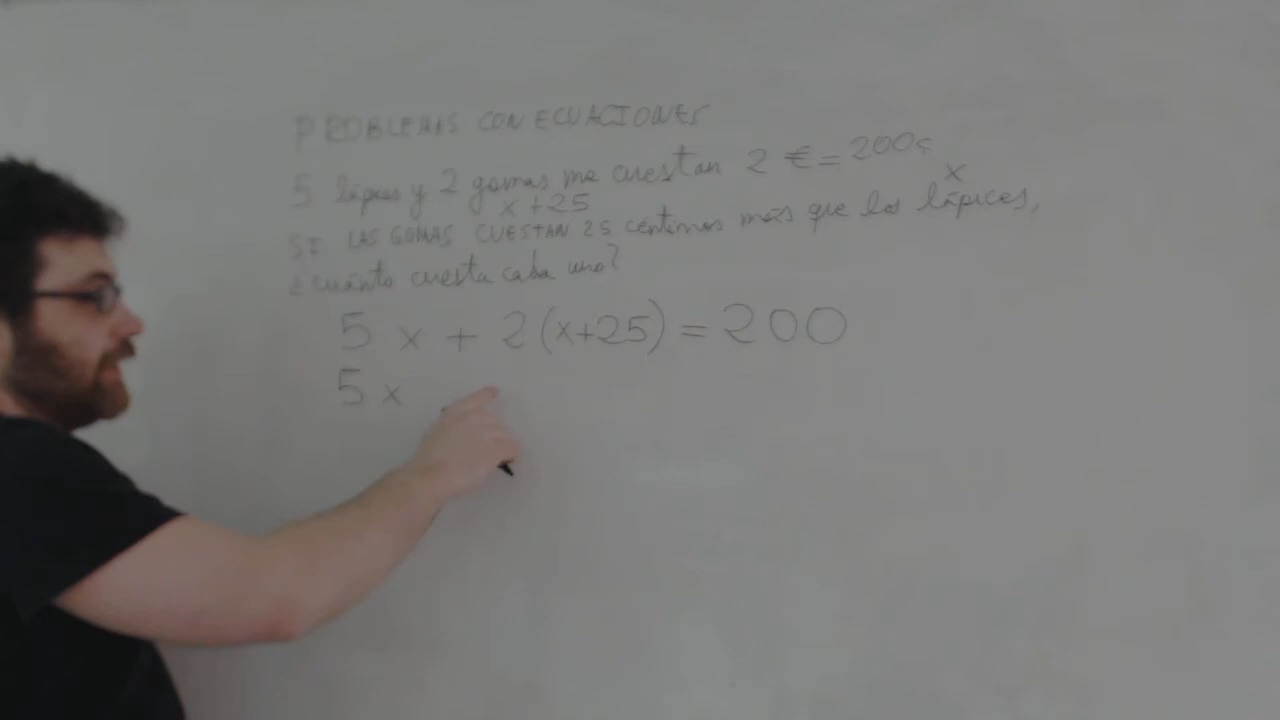 PROBLEMAS CON ECUACIONES
5 lápices y 2 gomas me cuestan 2 € = 200¢
x+25
x
SI LAS GOMAS CUESTAN 25 céntimos más que los lápices,
¿cuánto cuesta cada uno?
5 x + 2(x+25) = 200
5 x